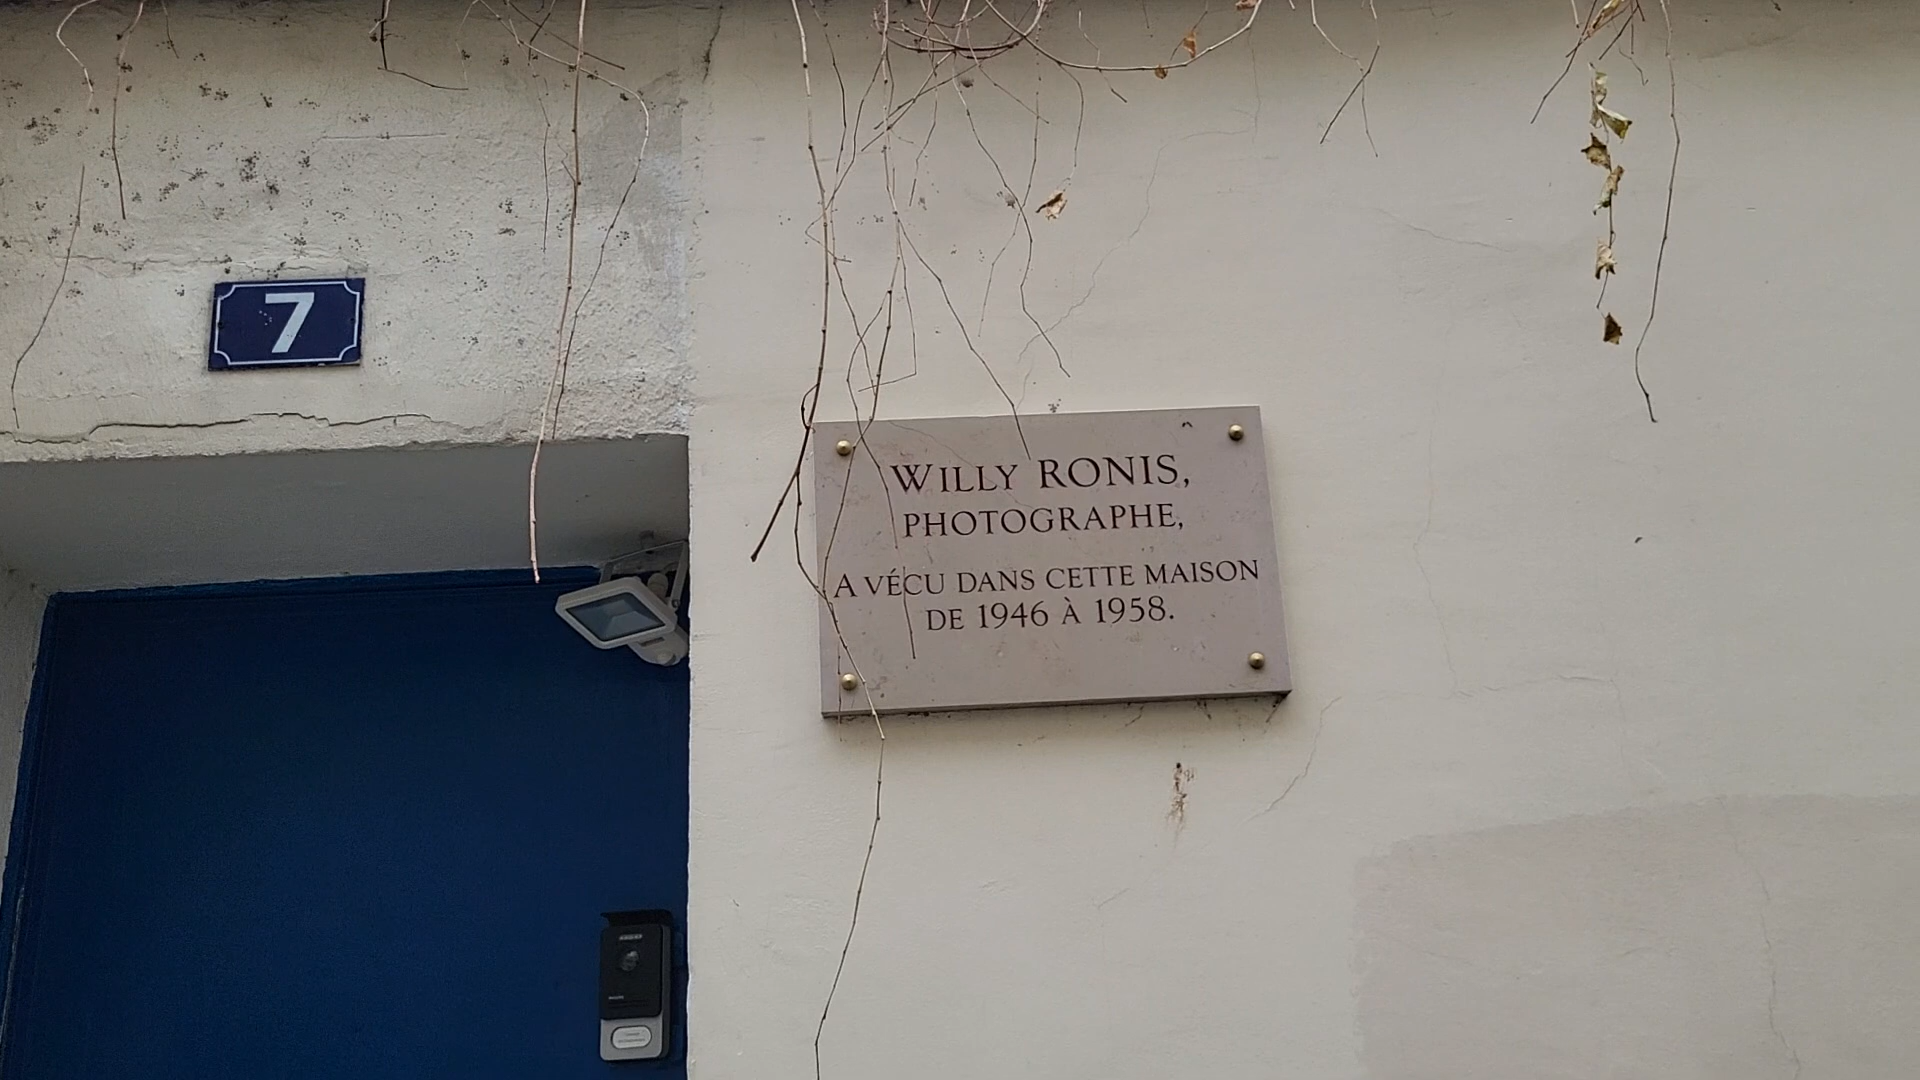 7
WILLY RONIS,
PHOTOGRAPHE,
A VÉCU DANS CETTE MAISON
DE 1946 À 1958.